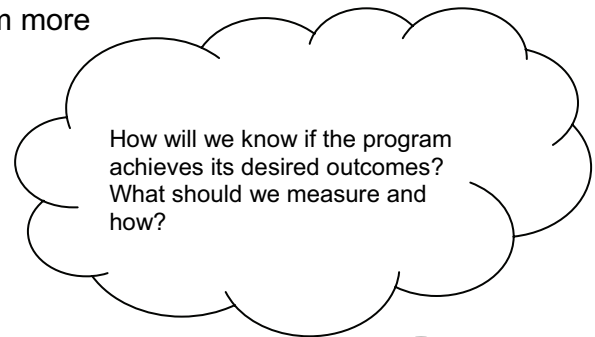 more
How will we know if the program
achieves its desired outcomes?
What should we measure and
how?